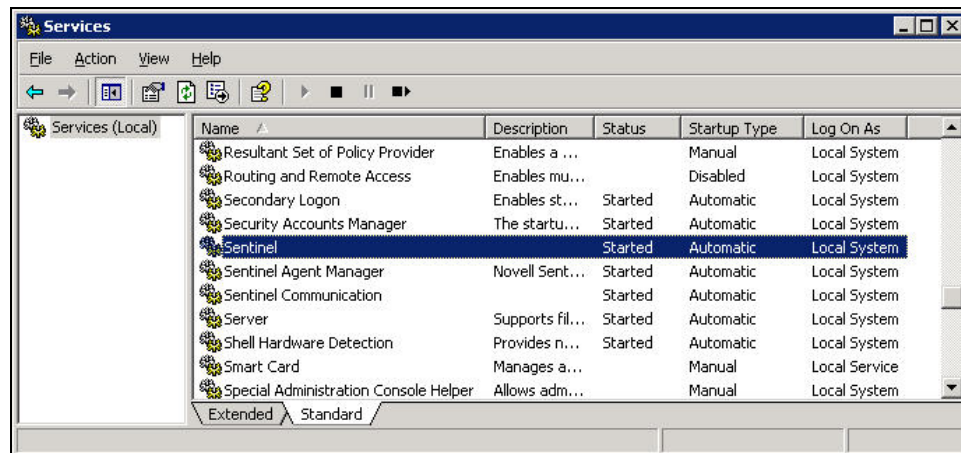 Services
File Action View Help
Services (Local)
Name Description Status Startup Type Log On As
Resultant Set of Policy Provider Enables a ... Manual Local System
Routing and Remote Access Enables mu... Disabled Local System
Secondary Logon Enables st... Started Automatic Local System
Security Accounts Manager The startu... Started Automatic Local System
Sentinel Started Automatic Local System
Sentinel Agent Manager Novell Sent... Started Automatic Local System
Sentinel Communication Started Automatic Local System
Server Supports fil... Started Automatic Local System
Shell Hardware Detection Provides n... Started Automatic Local System
Smart Card Manages a... Manual Local Service
Special Administration Console Helper Allows adm... Manual Local System
Extended Standard